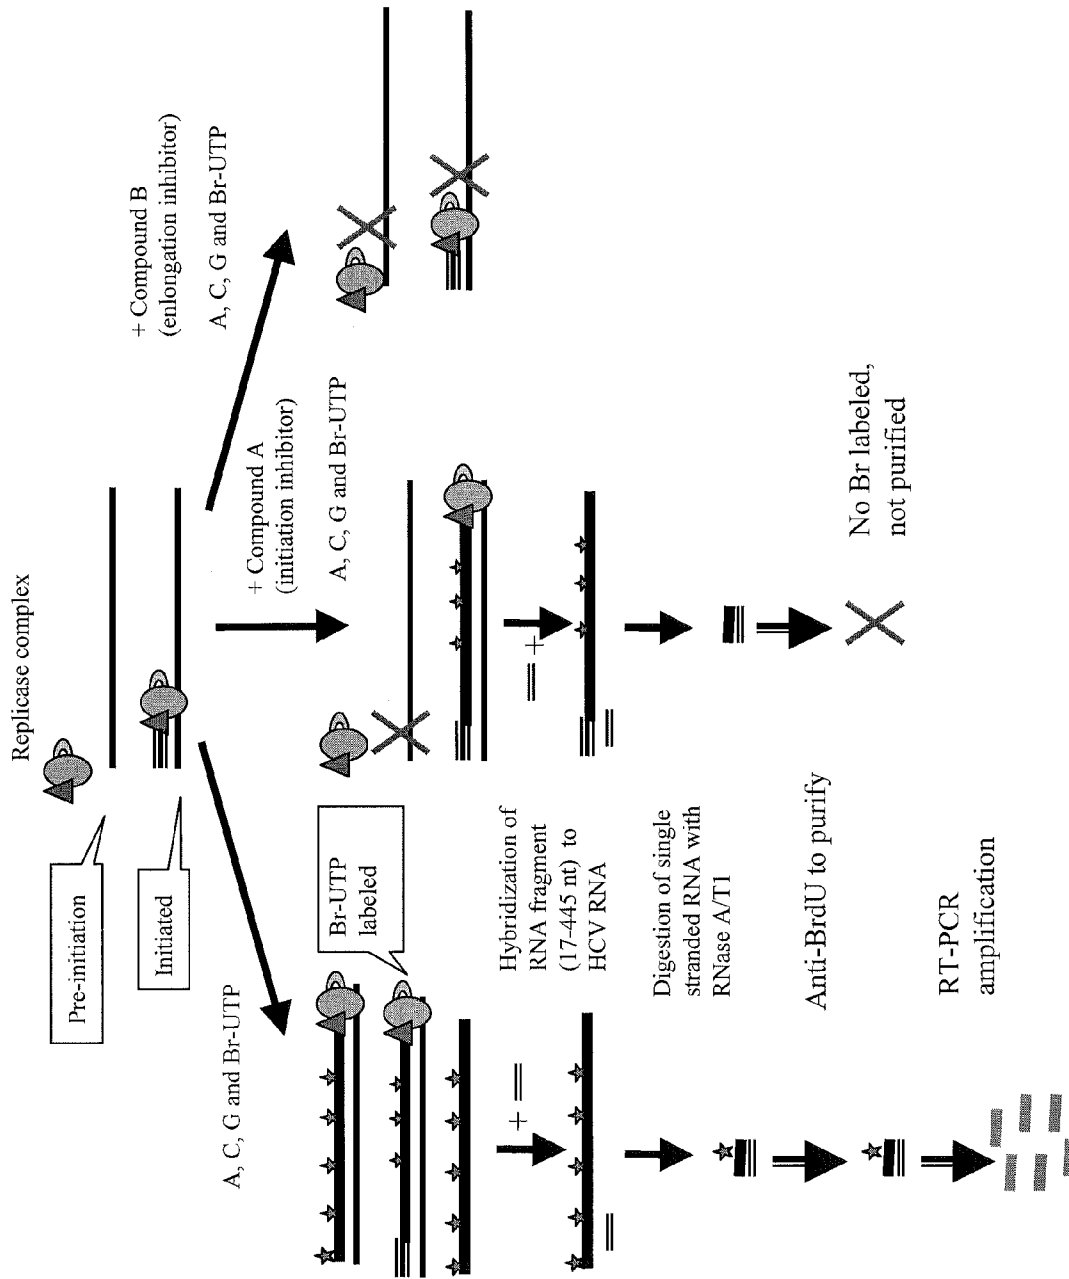 Replicase complex
Pre-initiation
Initiated
A, C, G and Br-UTP
+ Compound A
(initiation inhibitor)
A, C, G and Br-UTP
+ Compound B
(enlongation inhibitor)
A, C, G and Br-UTP
Br-UTP
labeled
+
+
Hybridization of
RNA fragment
(17-445 nt) to
HCV RNA
Digestion of single
stranded RNA with
RNase A/T1
Anti-BrdU to purify
No Br labeled,
not purified
RT-PCR
amplification